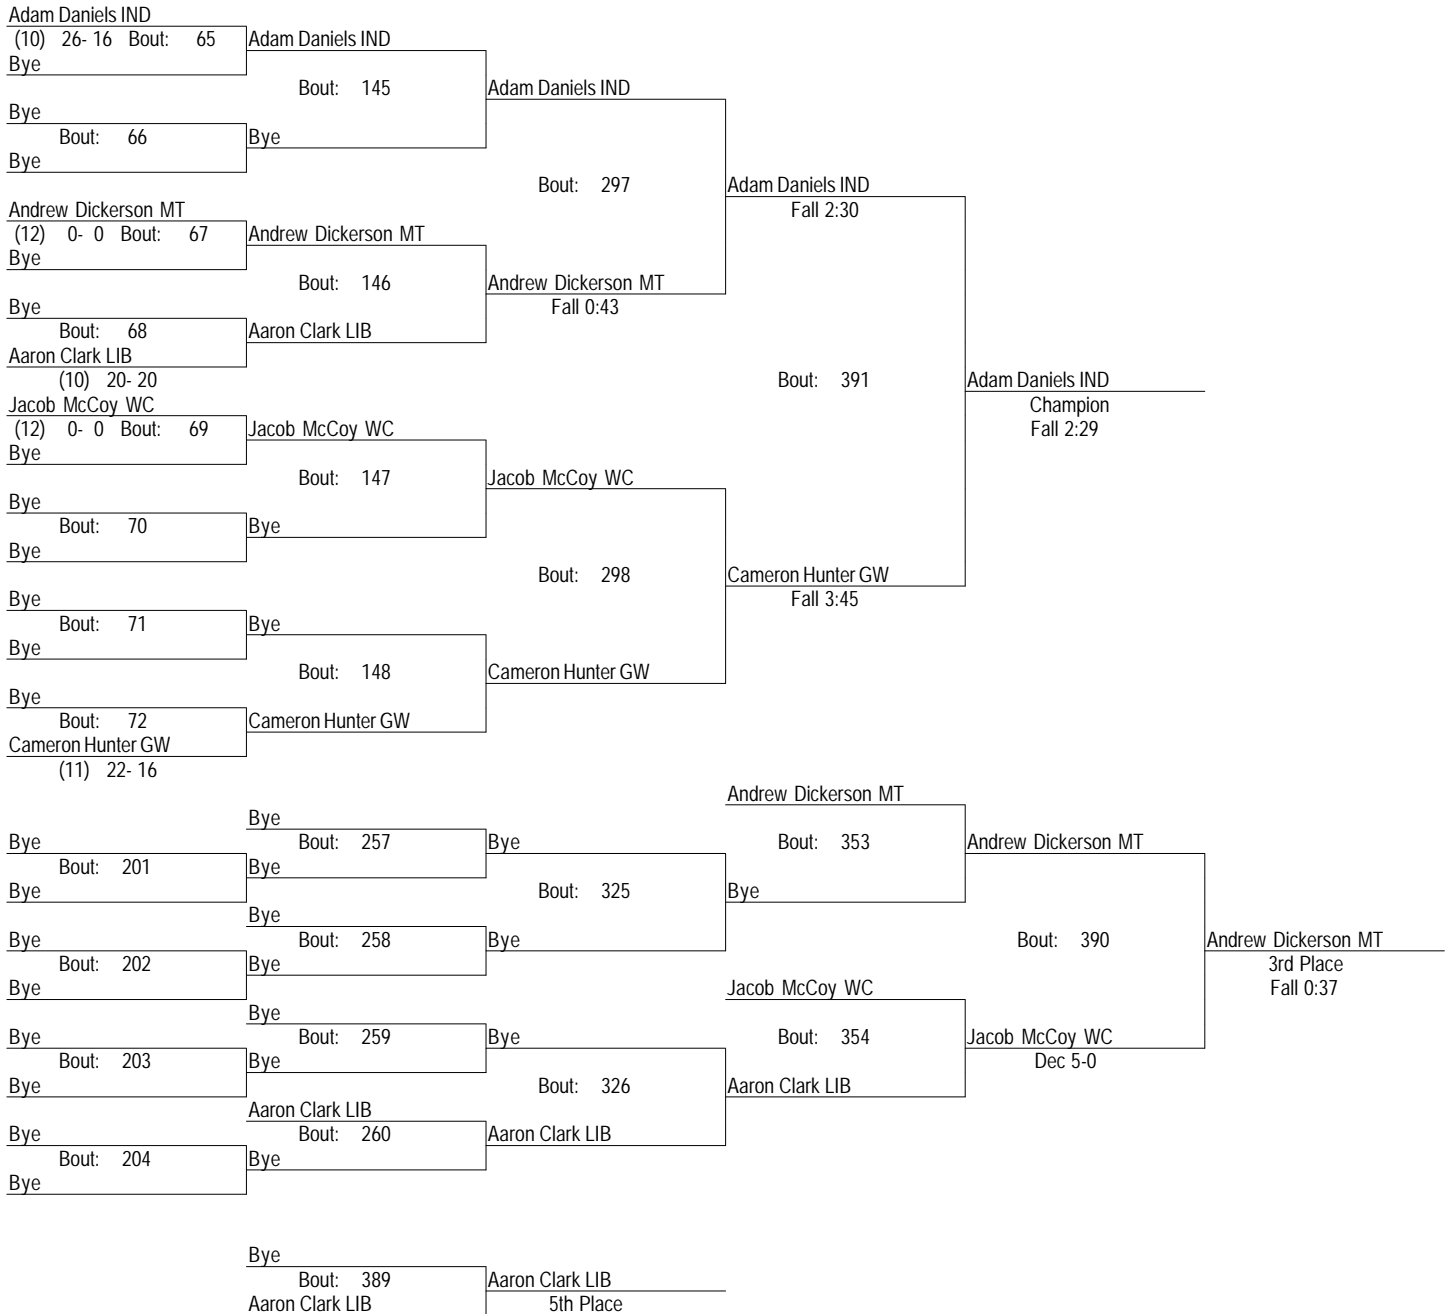 Adam Daniels IND
(10) 26- 16 Bout: 65
Bye
Bye
Bout: 66
Bye
Andrew Dickerson MT
(12) 0- 0 Bout: 67
Bye
Bye
Bout: 68
Aaron Clark LIB
(10) 20- 20
Jacob McCoy WC
(12) 0- 0 Bout: 69
Bye
Bye
Bout: 70
Bye
Bye
Bout: 71
Bye
Bye
Bout: 72
Cameron Hunter GW
(11) 22- 16
Adam Daniels IND
Bout: 145
Bye
Andrew Dickerson MT
Bout: 146
Aaron Clark LIB
Jacob McCoy WC
Bout: 147
Bye
Bye
Bout: 148
Cameron Hunter GW
Adam Daniels IND
Bout: 297
Andrew Dickerson MT
Fall 0:43
Jacob McCoy WC
Bout: 298
Cameron Hunter GW
Adam Daniels IND
Fall 2:30
Bout: 391
Cameron Hunter GW
Fall 3:45
Adam Daniels IND
Champion
Fall 2:29
Bye
Bout: 201
Bye
Bye
Bout: 202
Bye
Bye
Bout: 203
Bye
Bye
Bout: 204
Bye
Bye
Bout: 257
Bye
Bye
Bout: 258
Bye
Bye
Bout: 259
Bye
Aaron Clark LIB
Bout: 260
Bye
Bye
Bout: 325
Bye
Bye
Bout: 326
Aaron Clark LIB
Andrew Dickerson MT
Bout: 353
Bye
Jacob McCoy WC
Bout: 354
Aaron Clark LIB
Andrew Dickerson MT
Bout: 390
Jacob McCoy WC
Dec 5-0
Andrew Dickerson MT
3rd Place
Fall 0:37
Bye
Bout: 389
Aaron Clark LIB
Aaron Clark LIB
5th Place